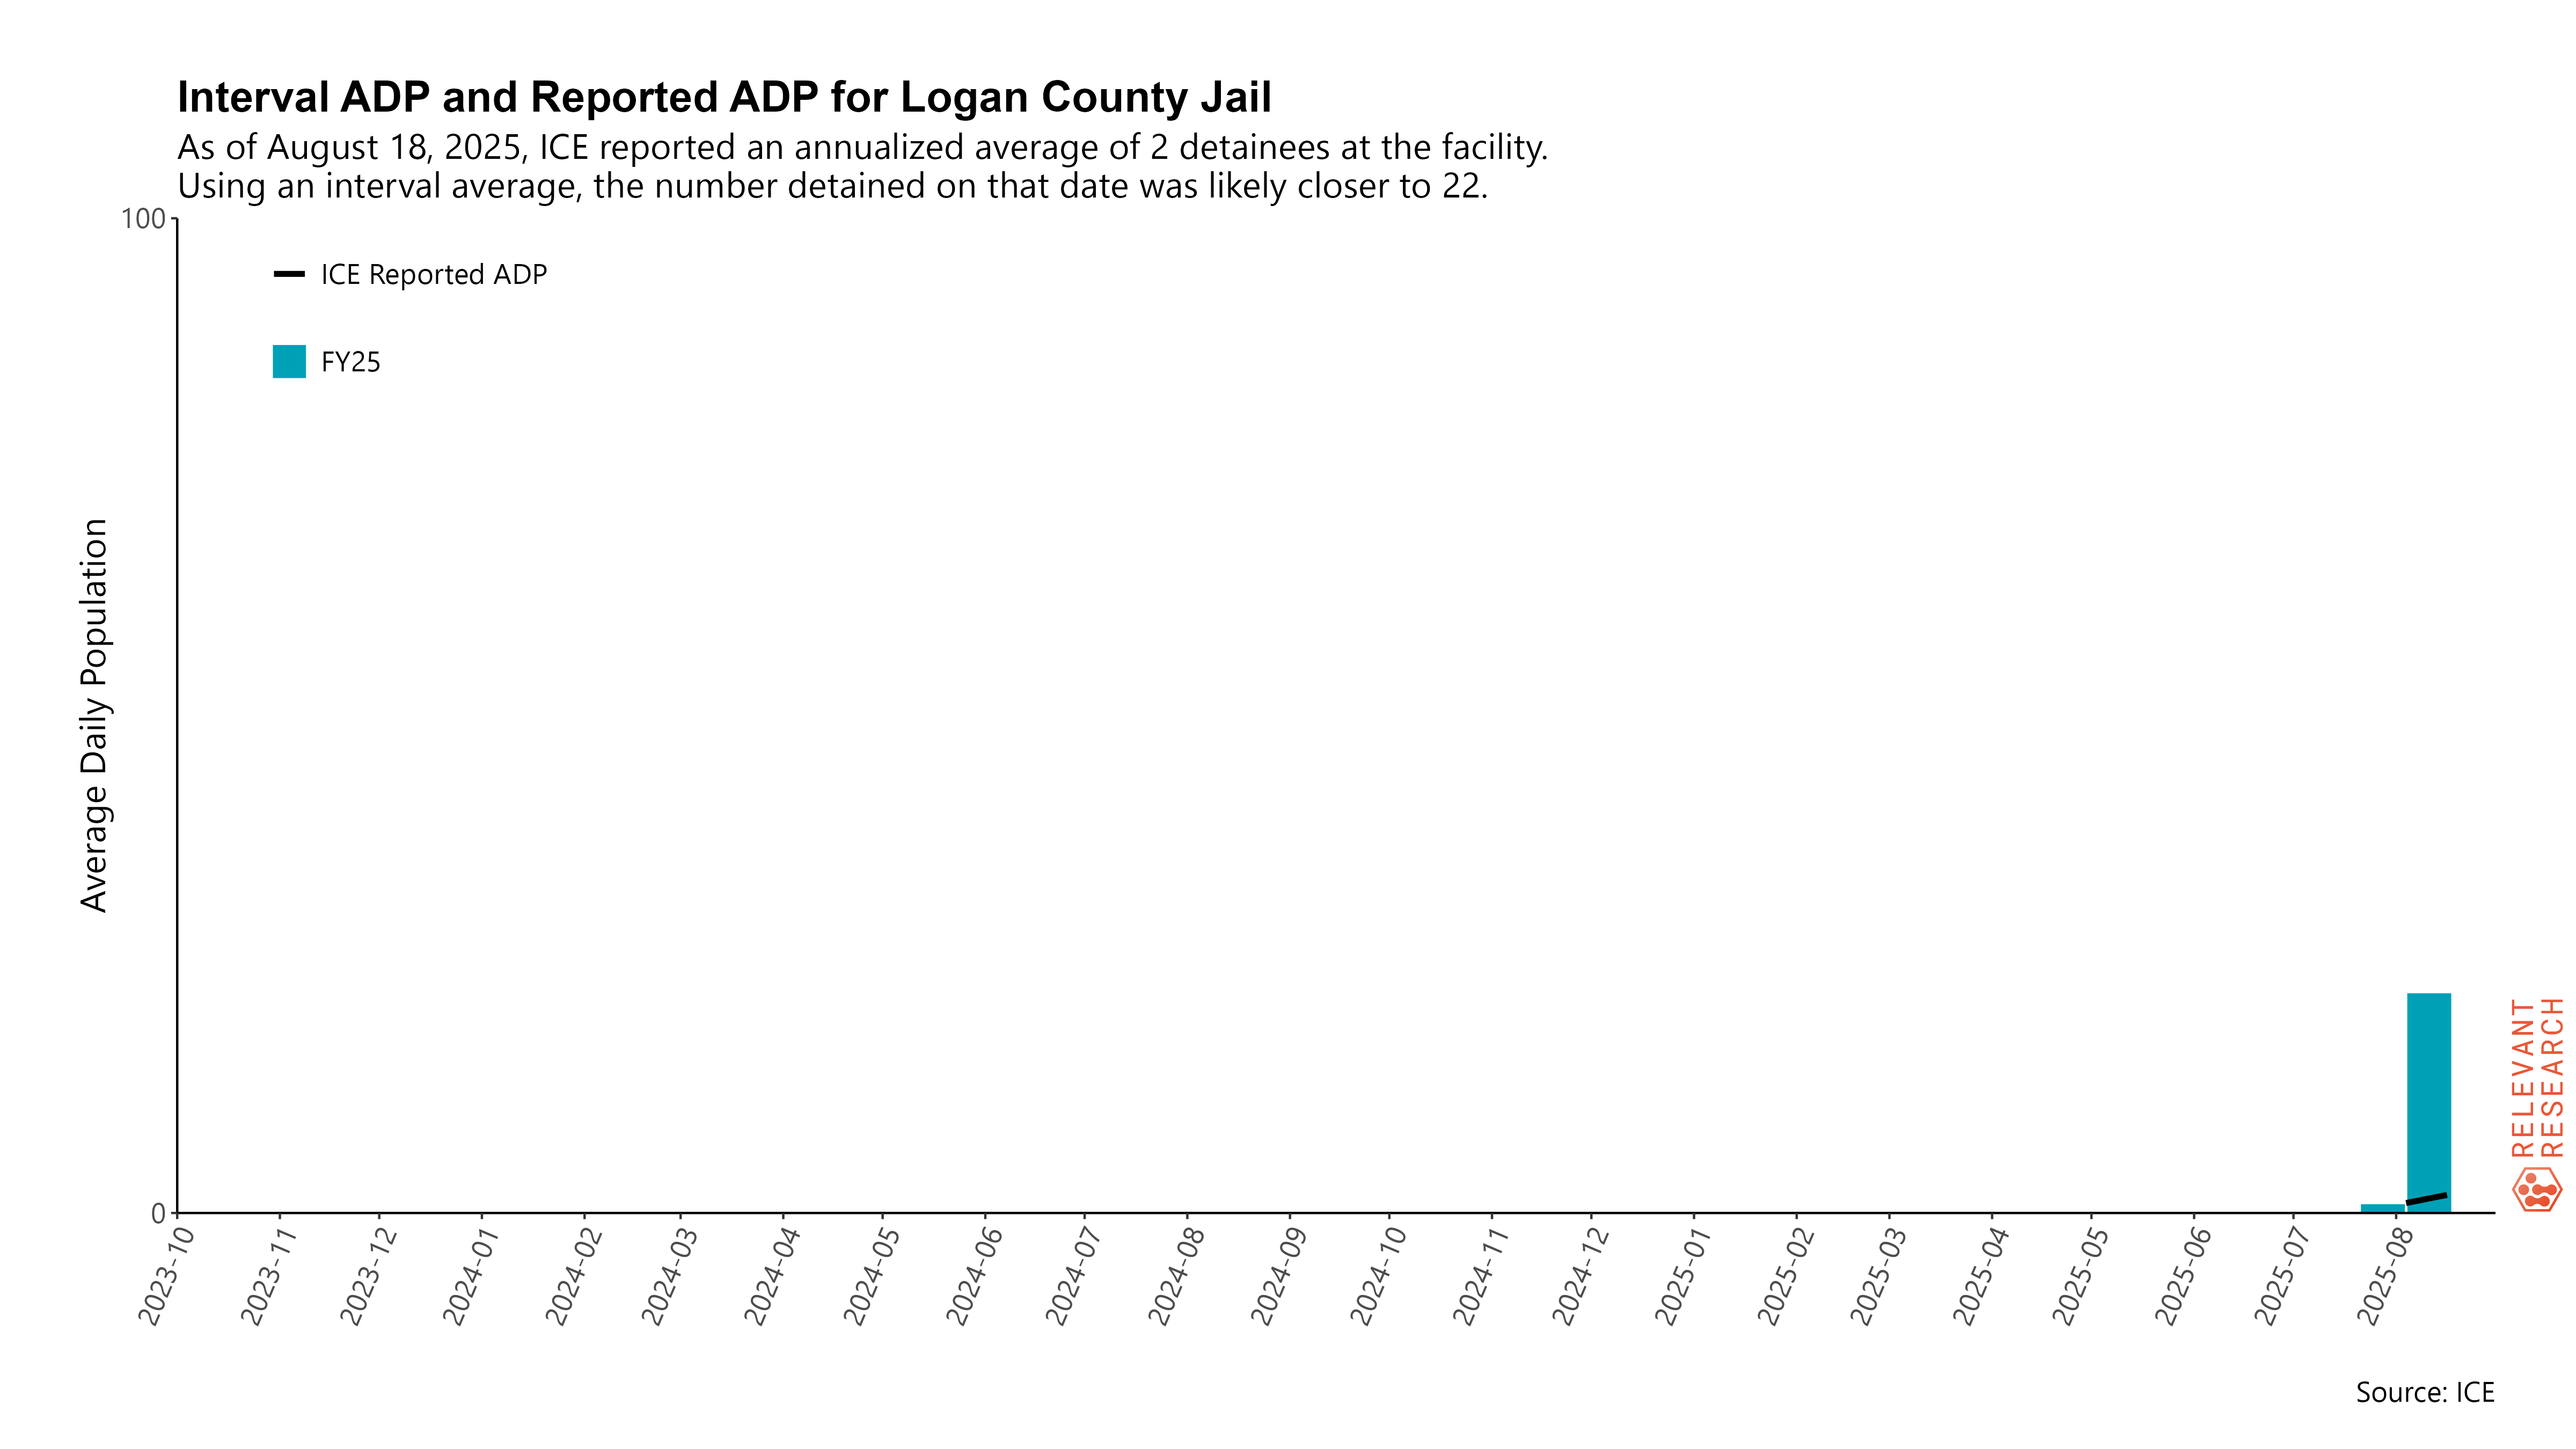 Interval ADP and Reported ADP for Logan County Jail
As of August 18, 2025, ICE reported an annualized average of 2 detainees at the facility.
Using an interval average, the number detained on that date was likely closer to 22.
100
ICE Reported ADP
FY25
Average Daily Population
0
2023-10
2023-11
2023-12
2024-01
2024-02
2024-03
2024-04
2024-05
2024-06
2024-07
2024-08
2024-09
2024-10
2024-11
2024-12
2025-01
2025-02
2025-03
2025-04
2025-05
2025-06
2025-07
2025-08
RELEVANT
RESEARCH
Source: ICE